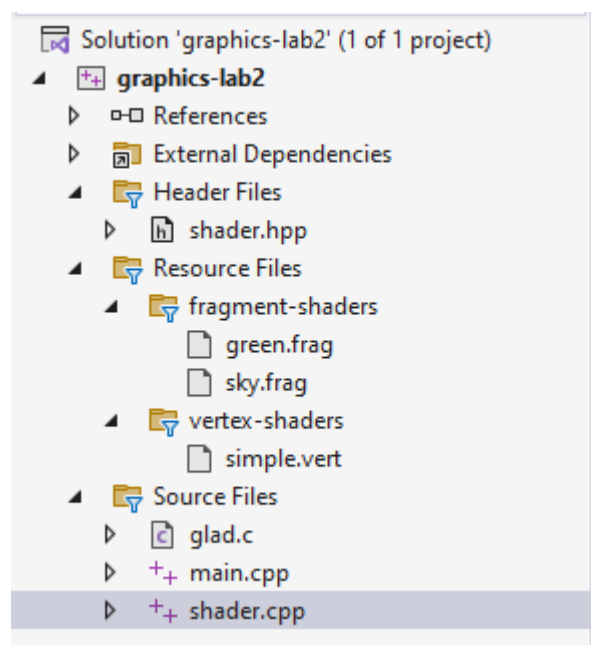 Solution 'graphics-lab2' (1 of 1 project)
graphics-lab2
References
External Dependencies
Header Files
shader.hpp
Resource Files
fragment-shaders
green.frag
sky.frag
vertex-shaders
simple.vert
Source Files
glad.c
main.cpp
shader.cpp